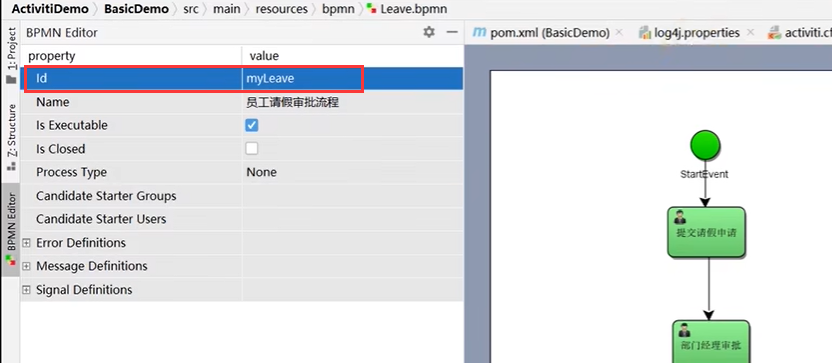 ActivitiDemo › BasicDemo › src › main › resources › bpmn › Leave.bpmn
1: Project
Z: Structure
BPMN Editor
BPMN Editor
property value
Id myLeave
Name 员工请假审批流程
Is Executable
Is Closed
Process Type None
Candidate Starter Groups
Candidate Starter Users
Error Definitions
Message Definitions
Signal Definitions
pom.xml (BasicDemo) × log4j.properties × activiti.cf
StartEvent
提交请假申请
部门经理审批